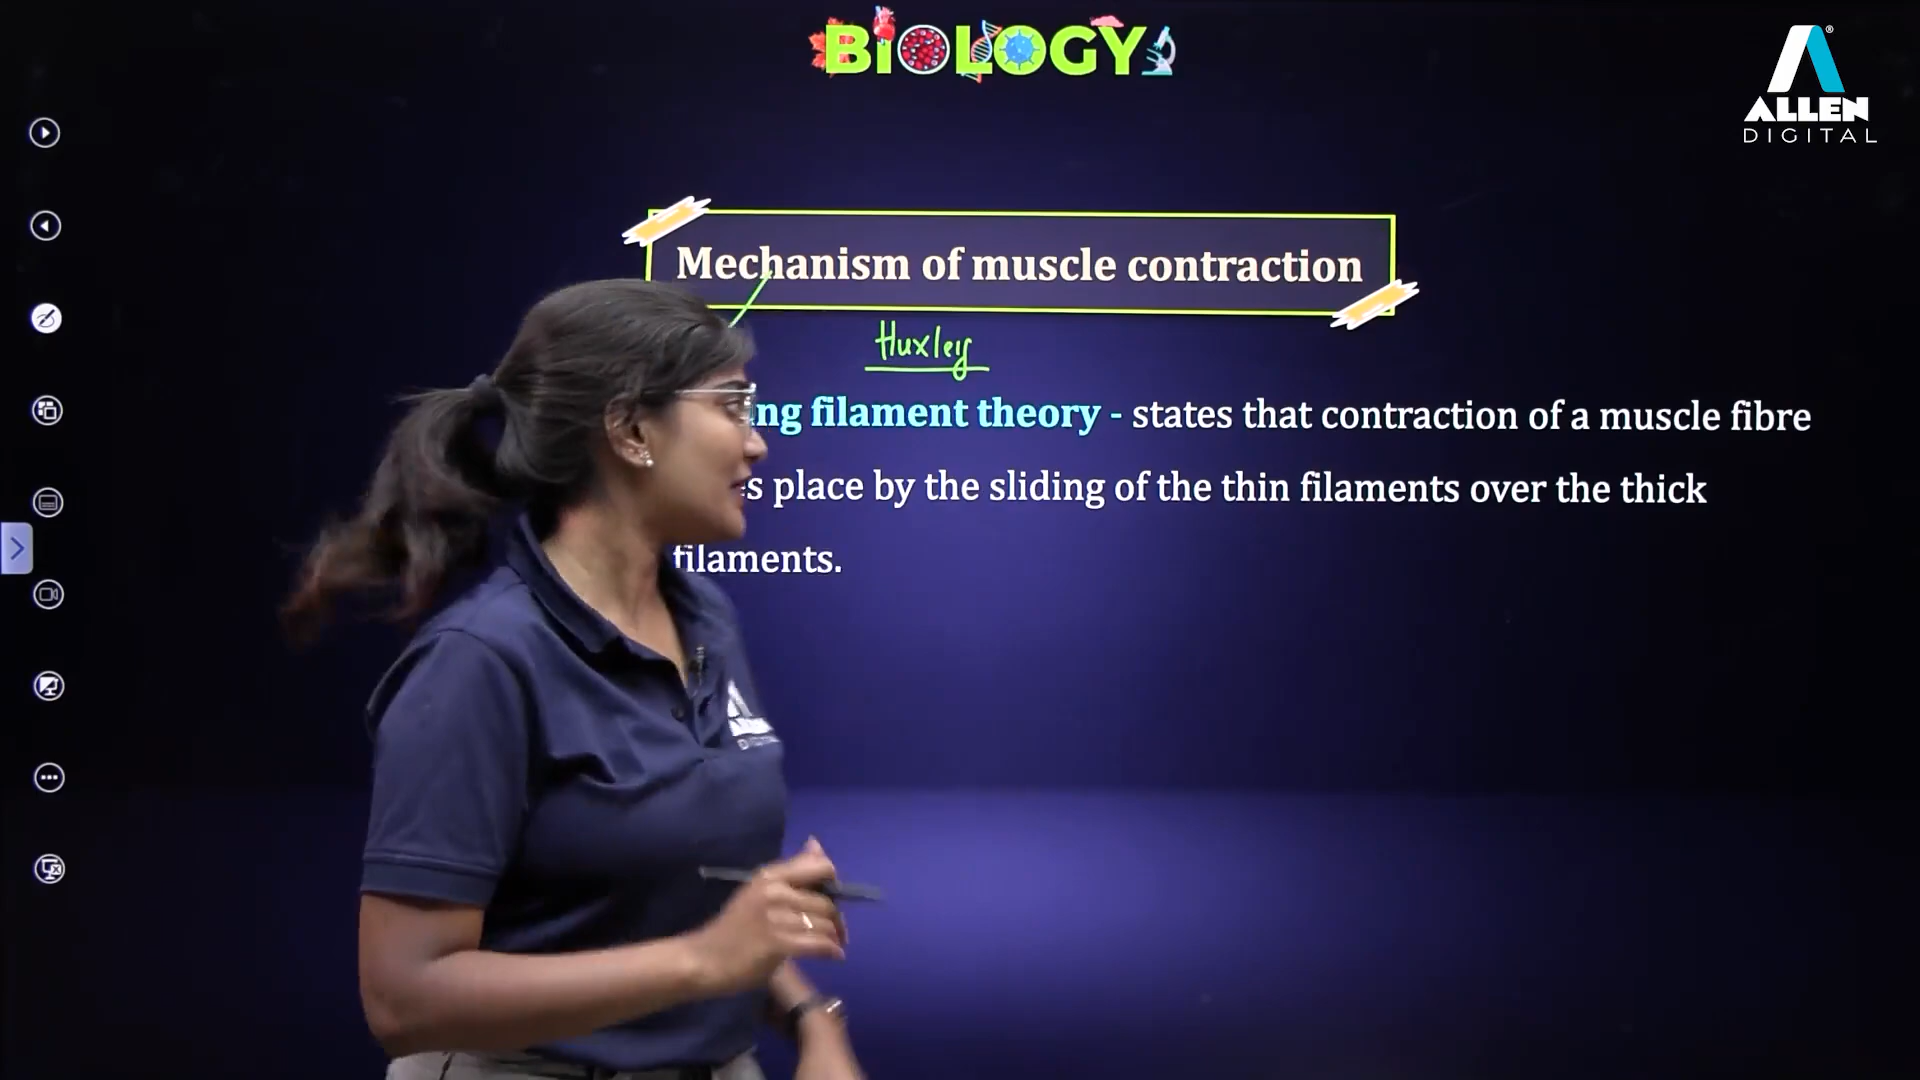 BIOLOGY
ALLEN
DIGITAL
Mechanism of muscle contraction
Huxley
filament theory - states that contraction of a muscle fibre
place by the sliding of the thin filaments over the thick
filaments.